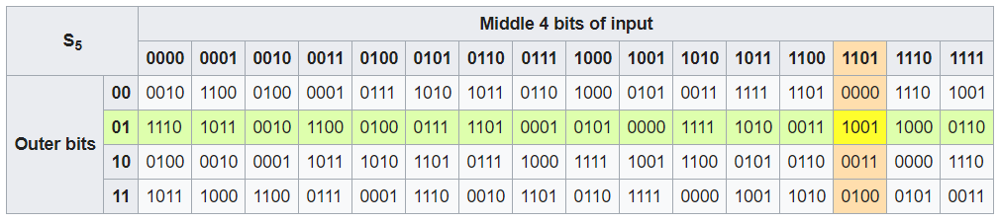 S5 Middle 4 bits of input
0000 0001 0010 0011 0100 0101 0110 0111 1000 1001 1010 1011 1100 1101 1110 1111
Outer bits
00 0010 1100 0100 0001 0111 1010 1011 0110 1000 0101 0011 1111 1101 0000 1110 1001
01 1110 1011 0010 1100 0100 0111 1101 0001 0101 0000 1111 1010 0011 1001 1000 0110
10 0100 0010 0001 1011 1010 1101 0111 1000 1111 1001 1100 0101 0110 0011 0000 1110
11 1011 1000 1100 0111 0001 1110 0010 1101 0110 1111 0000 1001 1010 0100 0101 0011